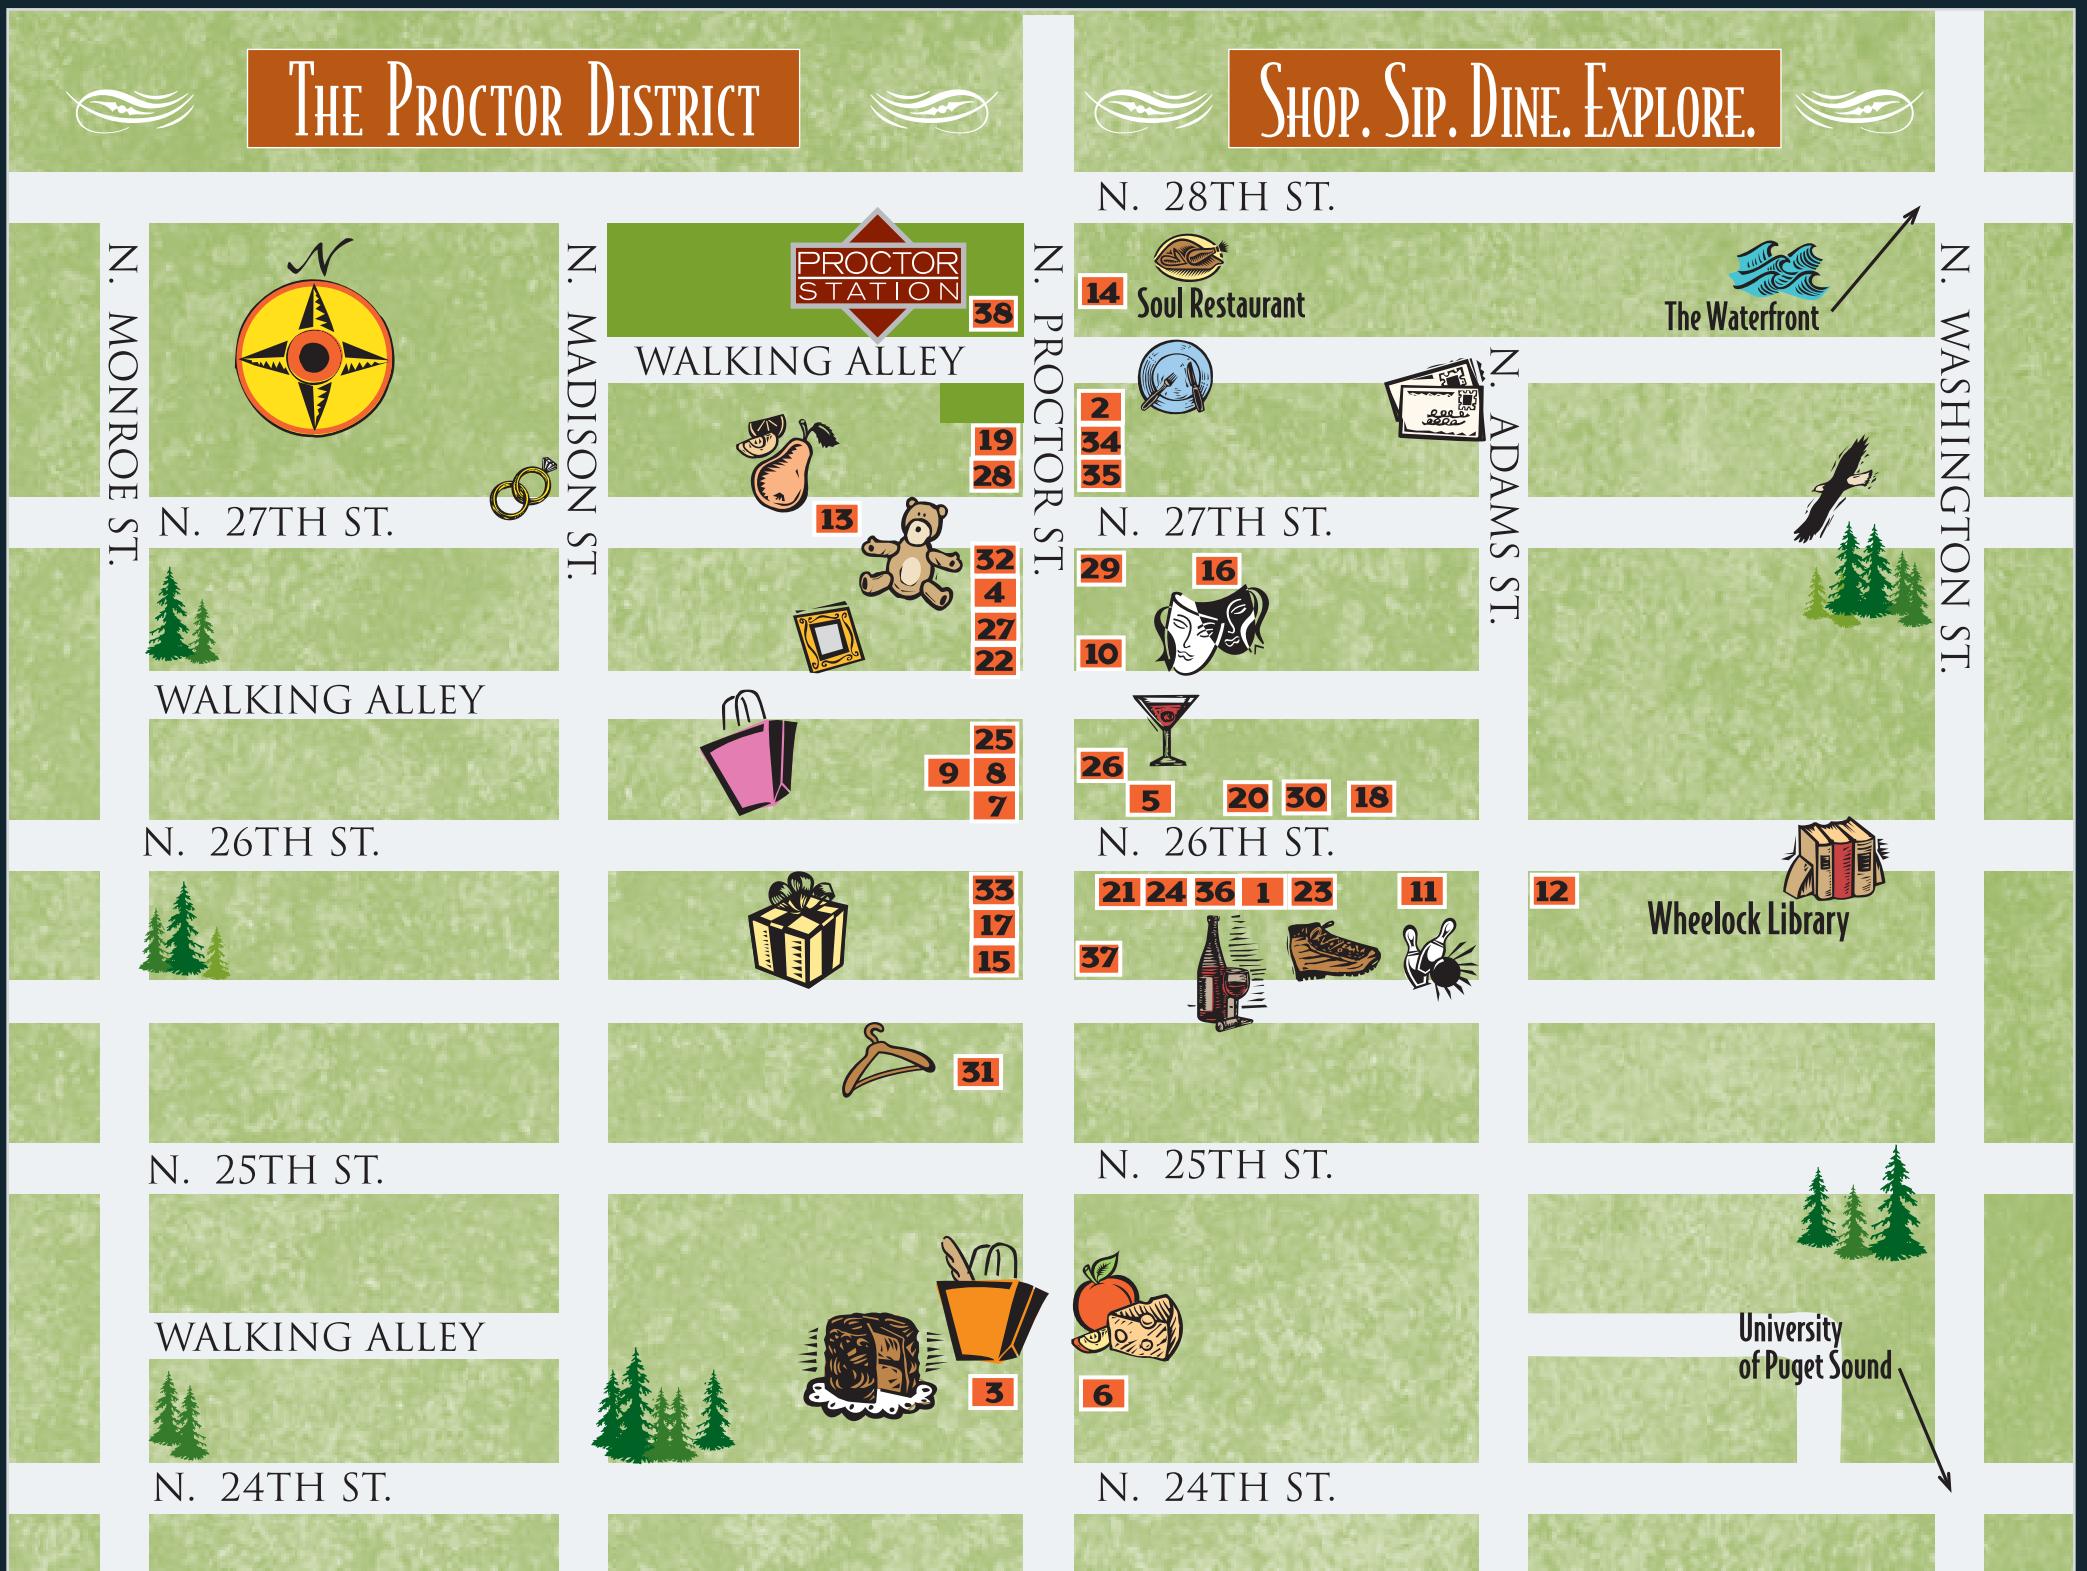 THE PROCTOR DISTRICT
SHOP. SIP. DINE. EXPLORE.
N. 28TH ST.
N. MONROE ST.
N
N. MADISON ST.
PROCTOR
STATION
38
N. PROCTOR ST.
14
Soul Restaurant
The Waterfront
N. WASHINGTON ST.
WALKING ALLEY
N. ADAMS ST.
2
19
34
28
35
N. 27TH ST.
13
N. 27TH ST.
32
29
16
4
27
22
10
WALKING ALLEY
25
9
8
7
26
5
20
30
18
N. 26TH ST.
N. 26TH ST.
33
21
24
36
1
23
11
12
17
Wheelock Library
15
37
31
N. 25TH ST.
N. 25TH ST.
WALKING ALLEY
University
of Puget Sound
3
6
N. 24TH ST.
N. 24TH ST.